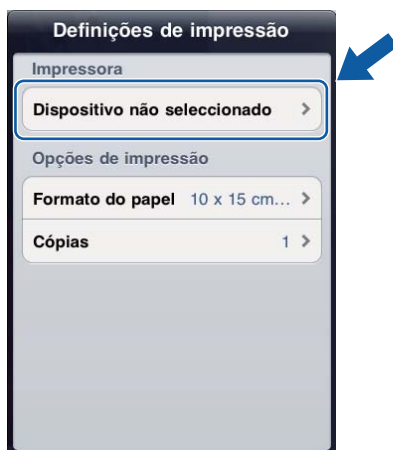 Definições de impressão
Impressora
Dispositivo não seleccionado
Opções de impressão
Formato do papel 10 x 15 cm...
Cópias 1